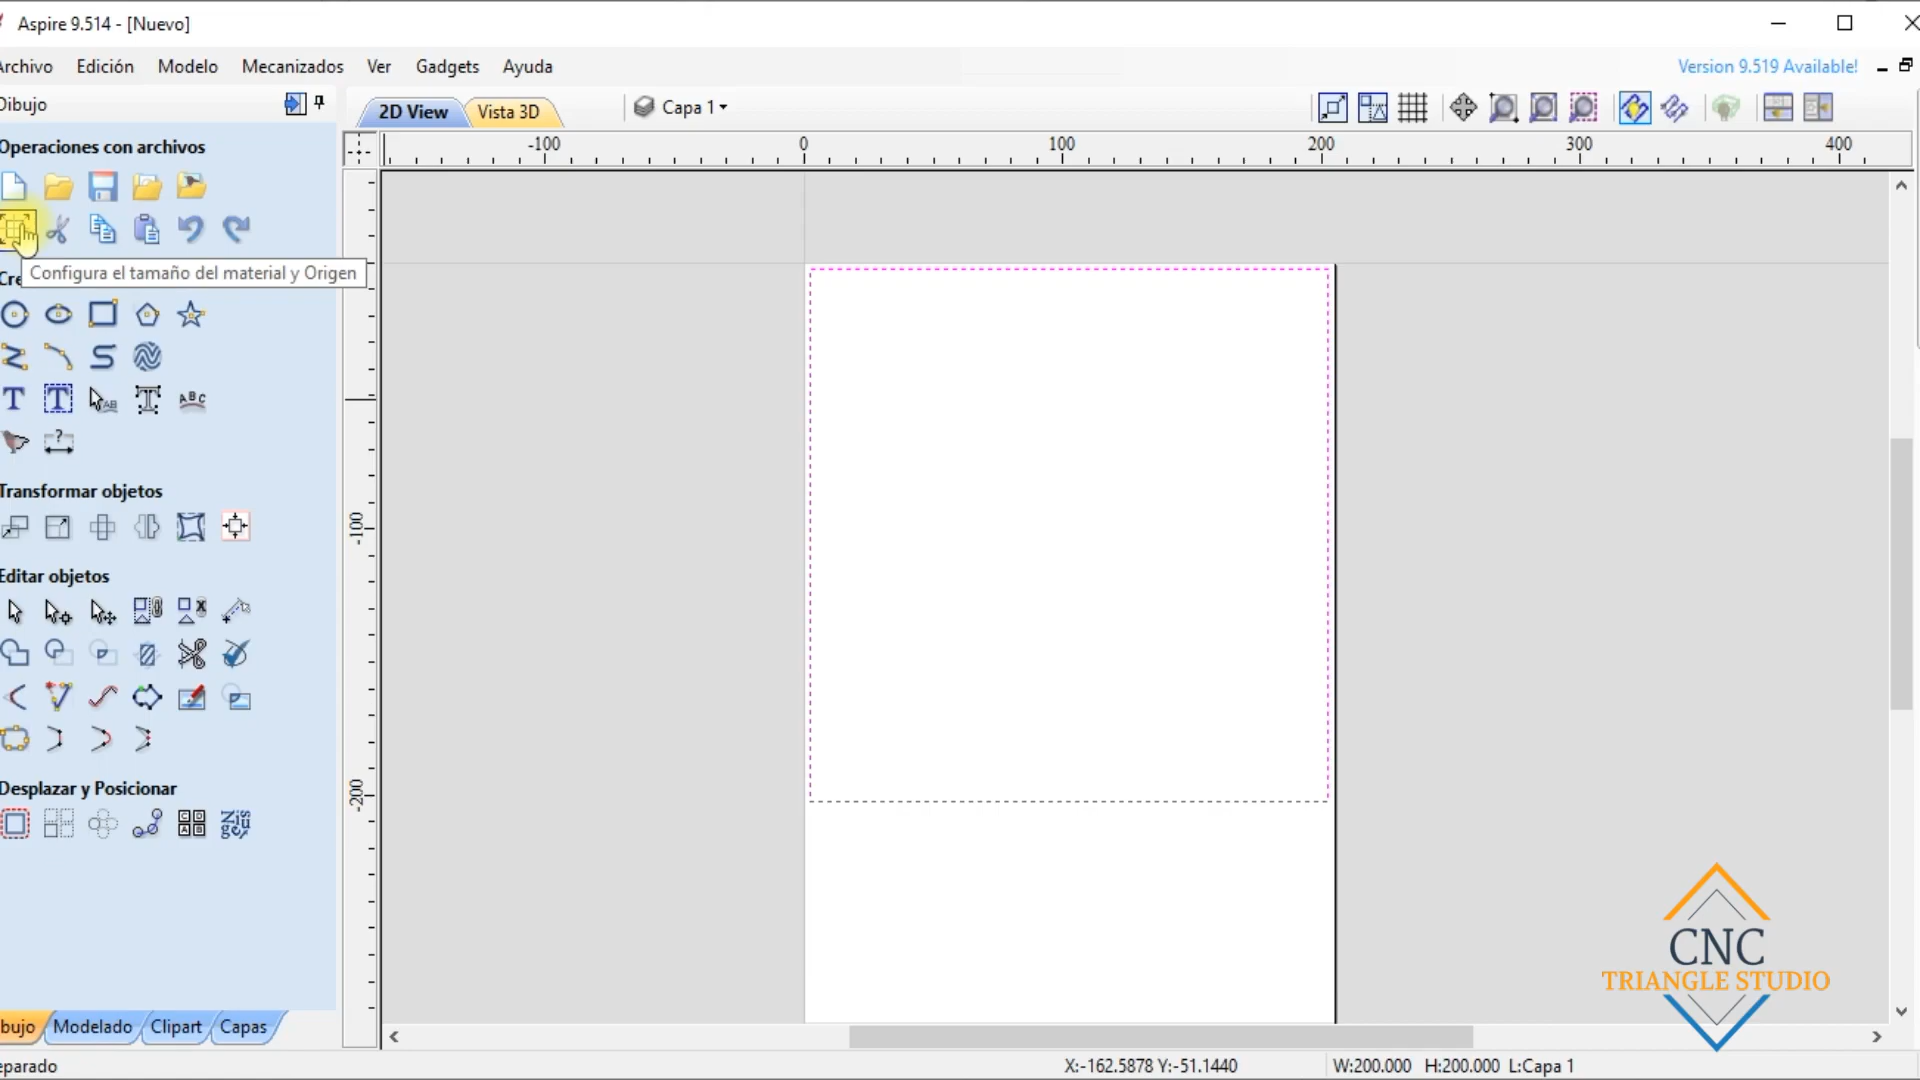 Aspire 9.514 - [Nuevo]
Archivo Edición Modelo Mecanizados Ver Gadgets Ayuda
Version 9.519 Available!
Dibujo
2D View Vista 3D Capa 1
Operaciones con archivos
-100 0 100 200 300 400
Configura el tamaño del material y Origen
Cre
T T AB T ABC
?
-100
Transformar objetos
Editar objetos
-200
Desplazar y Posicionar
CNC
TRIANGLE STUDIO
bujo Modelado Clipart Capas
eparado
X:-162.5878 Y:-51.1440
W:200.000 H:200.000 L:Capa 1